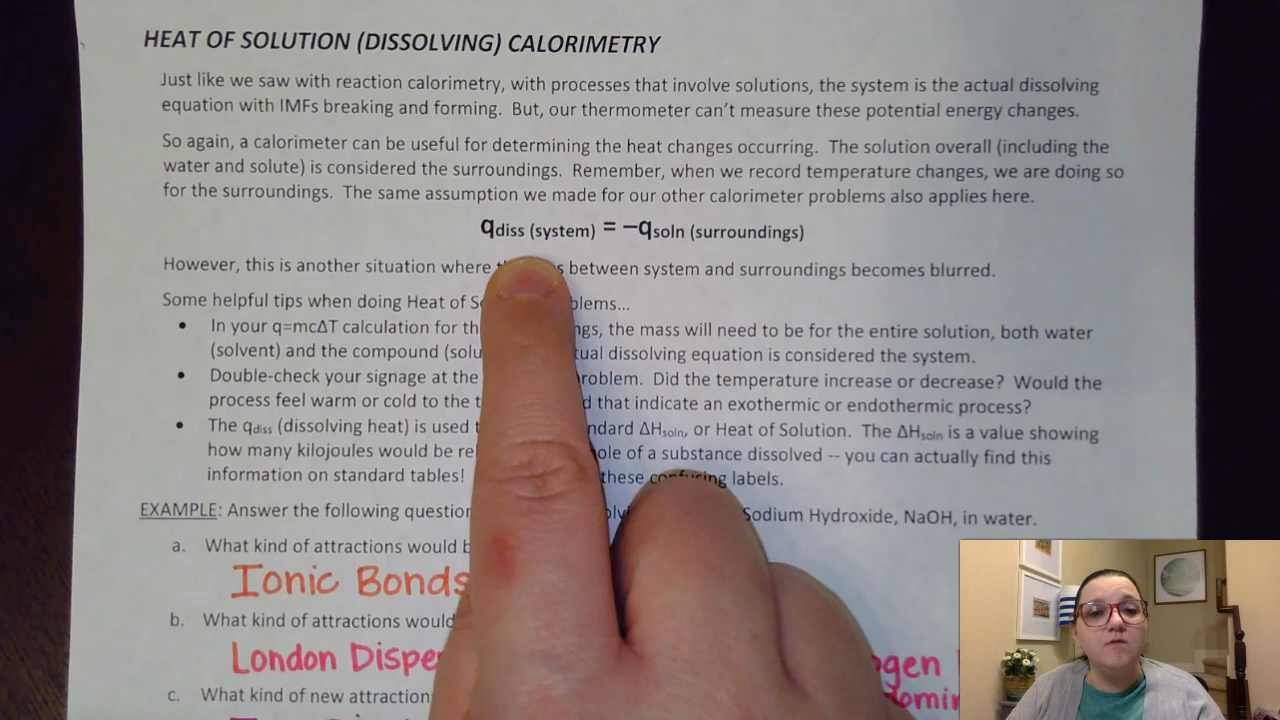 HEAT OF SOLUTION (DISSOLVING) CALORIMETRY
Just like we saw with reaction calorimetry, with processes that involve solutions, the system is the actual dissolving
equation with IMFs breaking and forming. But, our thermometer can't measure these potential energy changes.
So again, a calorimeter can be useful for determining the heat changes occurring. The solution overall (including the
water and solute) is considered the surroundings. Remember, when we record temperature changes, we are doing so
for the surroundings. The same assumption we made for our other calorimeter problems also applies here.
qdiss (system) = −qsoln (surroundings)
However, this is another situation where between system and surroundings becomes blurred.
Some helpful tips when doing Heat of
• In your q=mcΔT calculation for the mass will need to be for the entire solution, both water
(solvent) and the compound dissolving equation is considered the system.
• Double-check your signage at the Did the temperature increase or decrease? Would the
process feel warm or cold to the that indicate an exothermic or endothermic process?
• The qdiss (dissolving heat) is used ΔHsoln, or Heat of Solution. The ΔHsoln is a value showing
how many kilojoules would be of a substance dissolved -- you can actually find this
information on standard tables! these confusing labels.
EXAMPLE: Answer the following Sodium Hydroxide, NaOH, in water.
a. What kind of attractions would
Ionic Bonds
b. What kind of attractions would
London
c. What kind of new